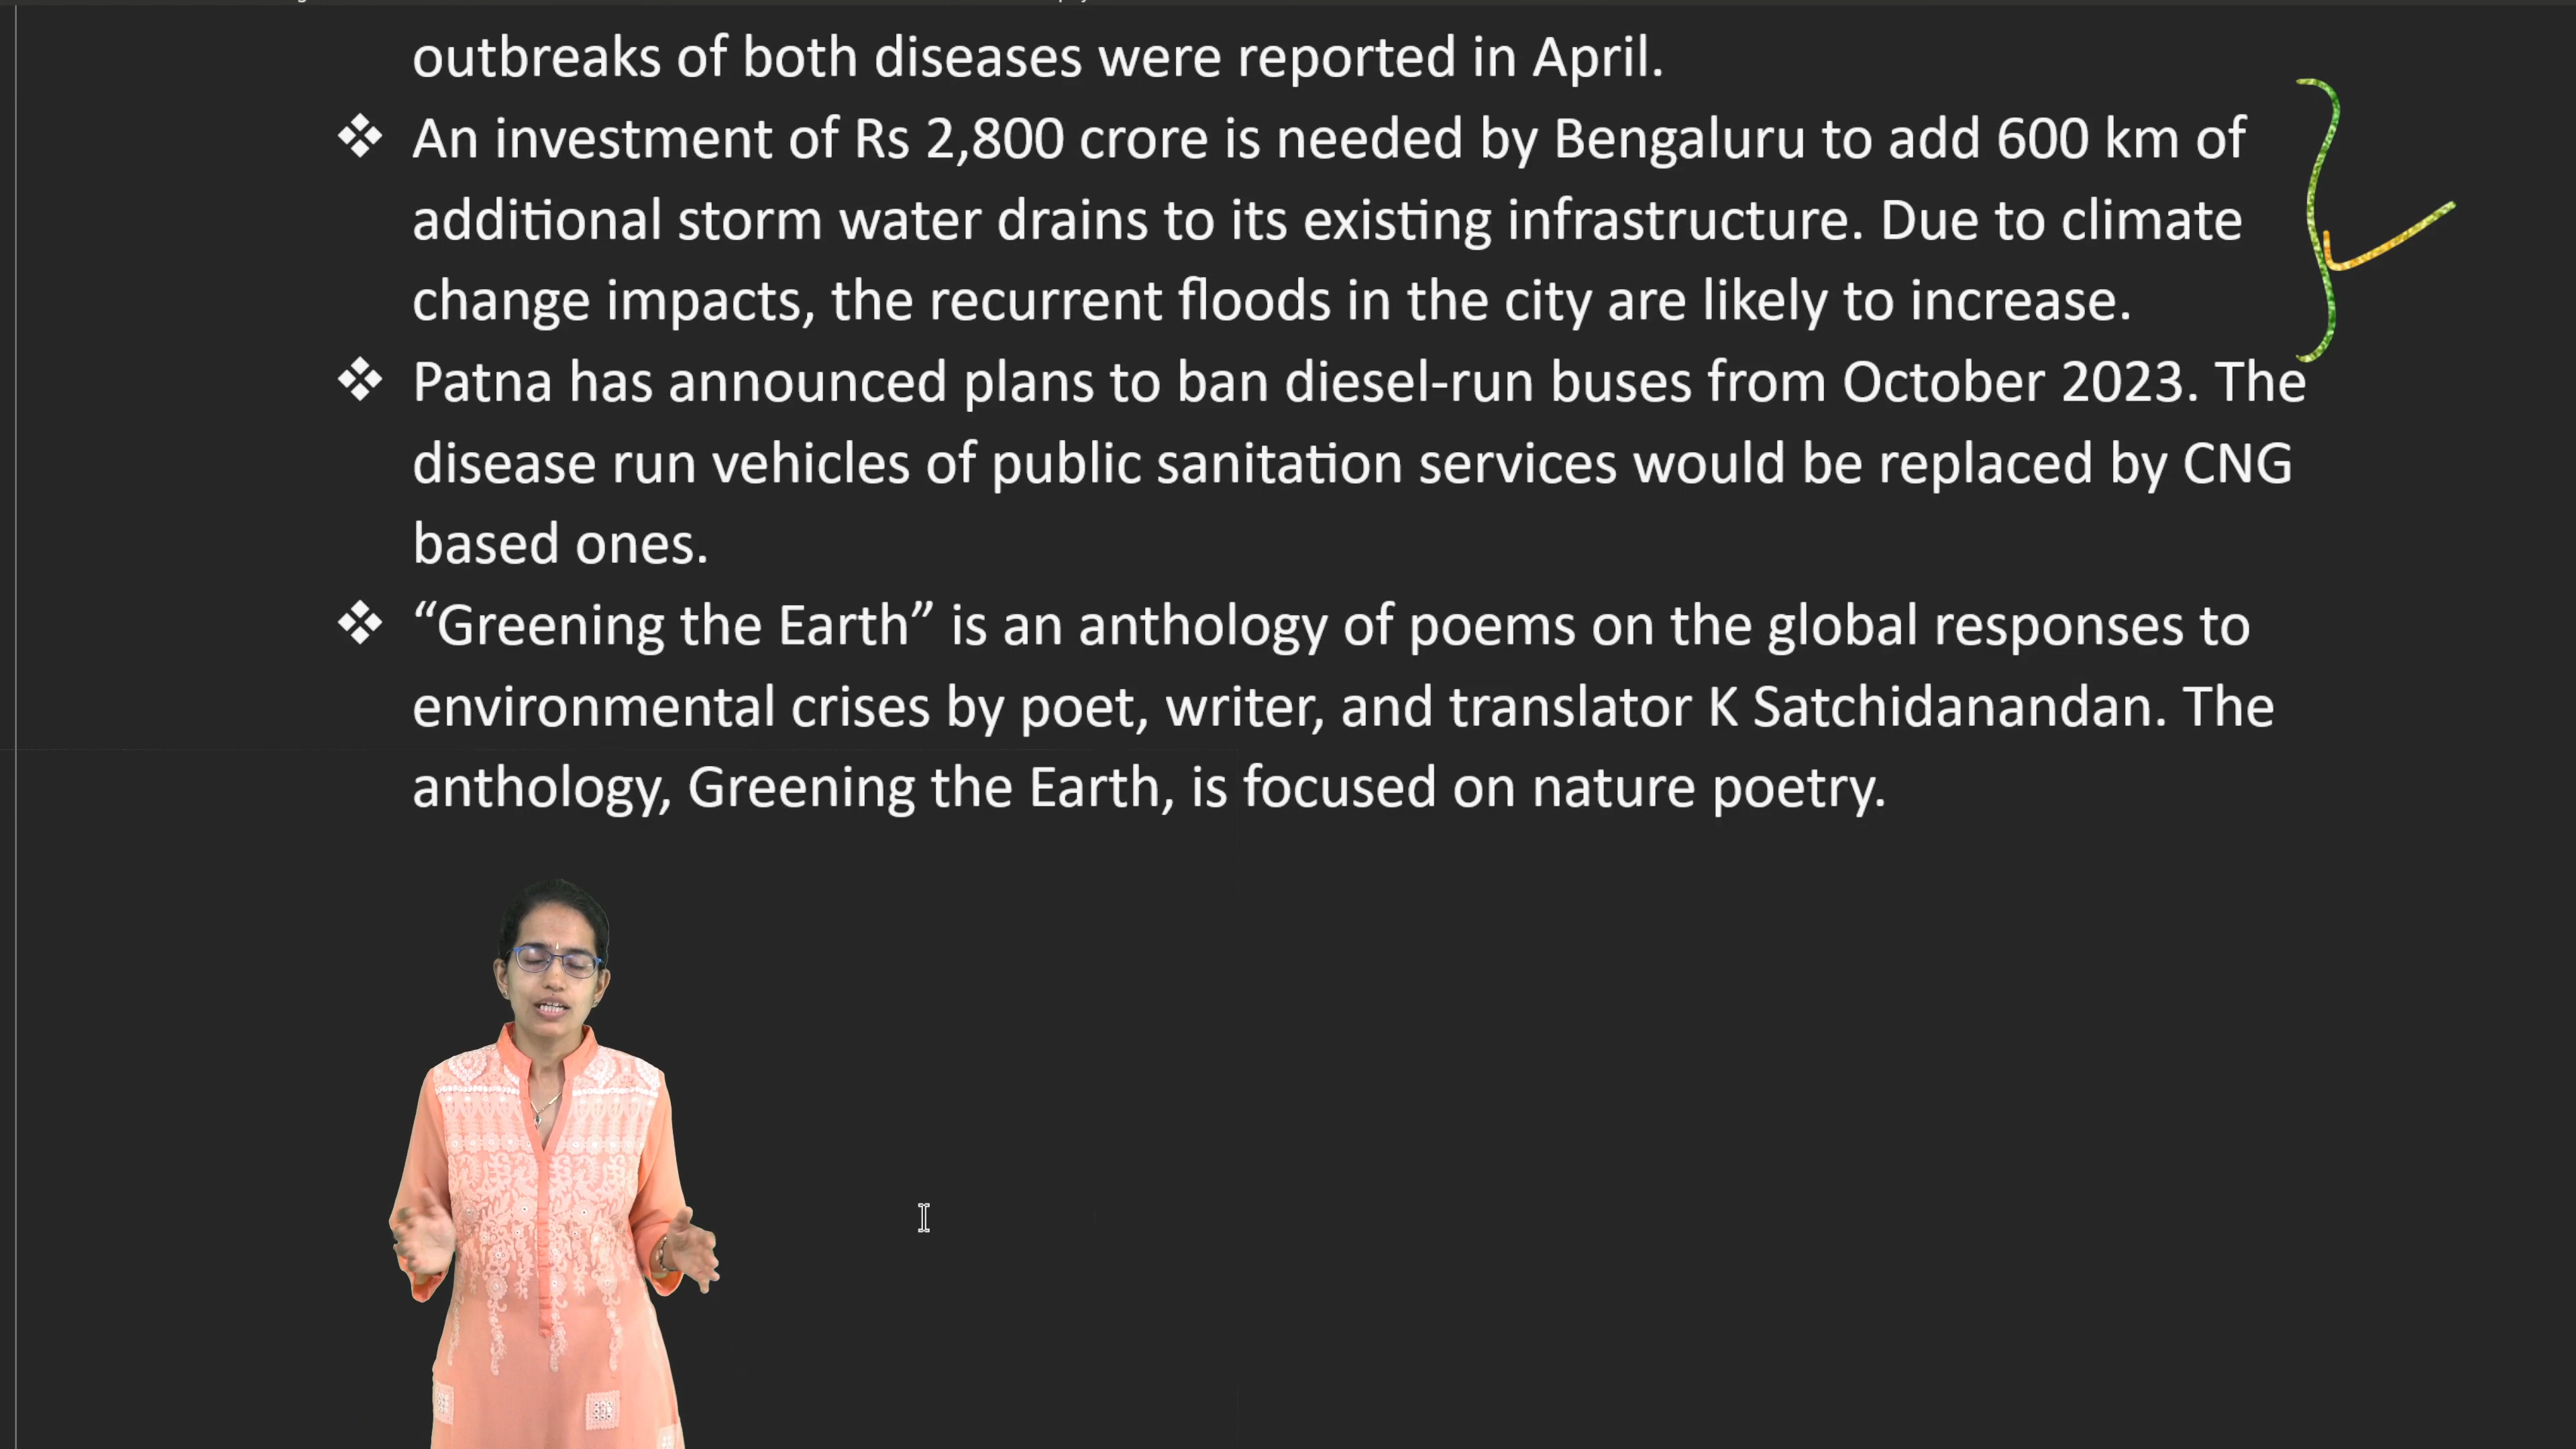 outbreaks of both diseases were reported in April.
❖ An investment of Rs 2,800 crore is needed by Bengaluru to add 600 km of
additional storm water drains to its existing infrastructure. Due to climate
change impacts, the recurrent floods in the city are likely to increase.
❖ Patna has announced plans to ban diesel-run buses from October 2023. The
disease run vehicles of public sanitation services would be replaced by CNG
based ones.
❖ “Greening the Earth” is an anthology of poems on the global responses to
environmental crises by poet, writer, and translator K Satchidanandan. The
anthology, Greening the Earth, is focused on nature poetry.